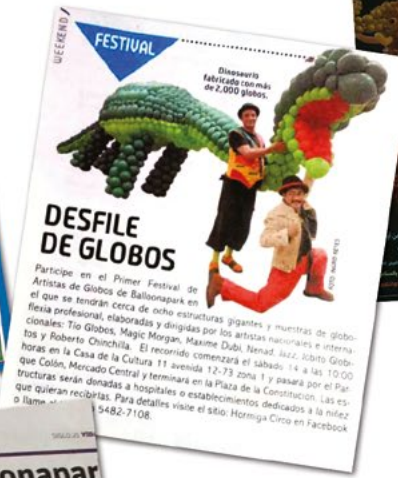 WEEKEND/
FESTIVAL
Dinosaurio
fabricado con más
de 2,000 globos.
DESFILE
DE GLOBOS
Participe en el Primer Festival de
Artistas de Globos de Balloonapark en
el que se tendrán cerca de ocho estructuras gigantes y muestras de globo-
flexia profesional, elaboradas y dirigidas por los artistas nacionales e interna-
cionales: Tío Globos, Magic Morgan, Maxime Dubi, Nenad, Jazz, Jobito Globi-
tos y Roberto Chinchilla. El recorrido comenzará el sábado 14 a las 10:00
horas en la Casa de la Cultura 11 avenida 12-73 zona 1 y pasará por el Par-
que Colón, Mercado Central y terminará en la Plaza de la Constitución. Las es-
tructuras serán donadas a hospitales o establecimientos dedicados a la niñez
que quieran recibirlas. Para detalles visite el sitio: Hormiga Circo en Facebook
o llame 5482-7108.
onapar